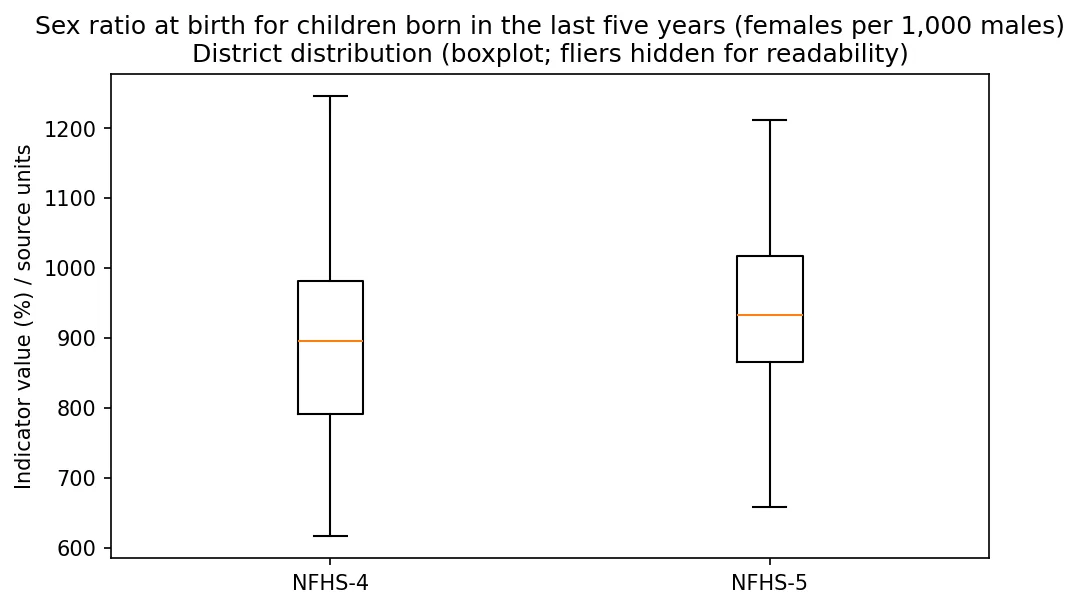 Sex ratio at birth for children born in the last five years (females per 1,000 males)
District distribution (boxplot; fliers hidden for readability)
Indicator value (%) / source units
1200
1100
1000
900
800
700
600
NFHS-4
NFHS-5